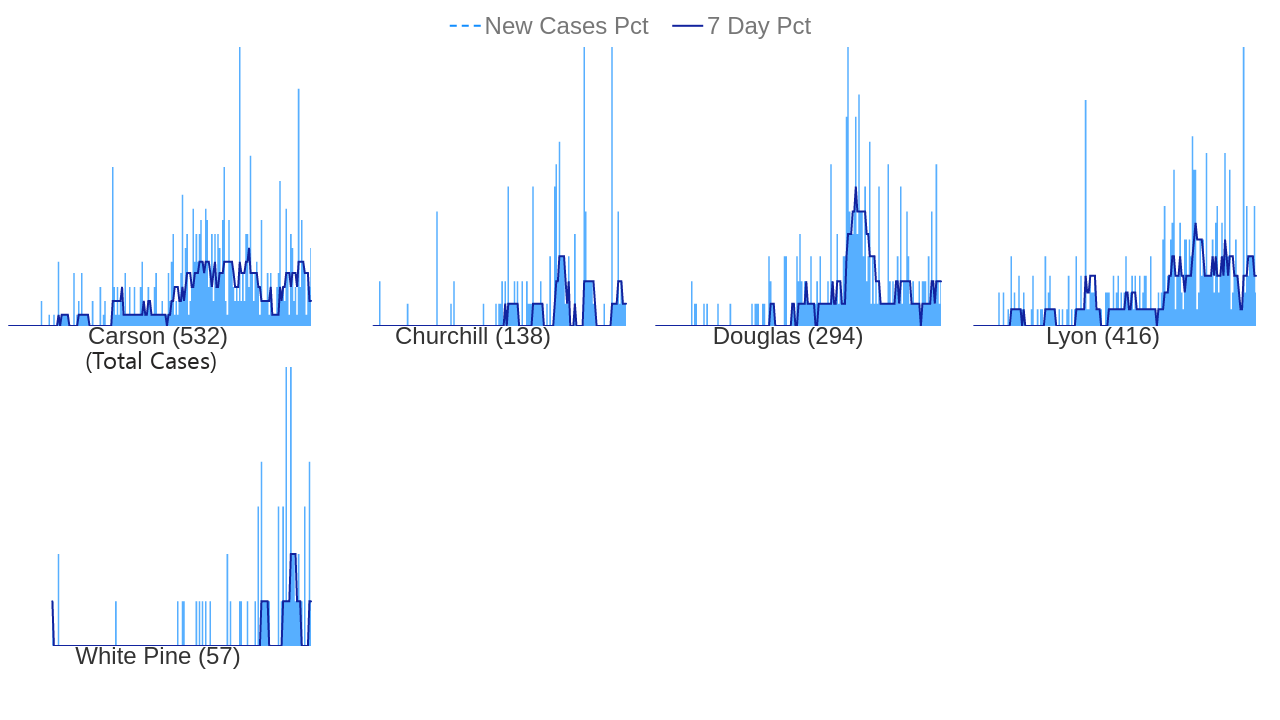 New Cases Pct 7 Day Pct
Carson (532) Churchill (138) Douglas (294) Lyon (416)
(Total Cases)
White Pine (57)